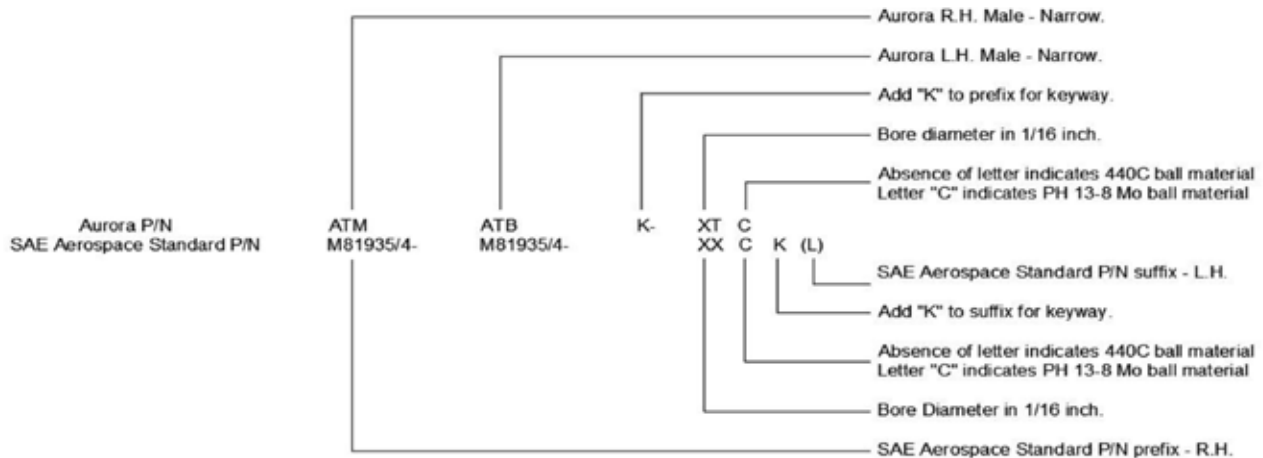 Aurora R.H. Male - Narrow.
Aurora L.H. Male - Narrow.
Add "K" to prefix for keyway.
Bore diameter in 1/16 inch.
Absence of letter indicates 440C ball material
Letter "C" indicates PH 13-8 Mo ball material
Aurora P/N ATM ATB K- XT C
SAE Aerospace Standard P/N M81935/4- M81935/4- XX C K (L)
SAE Aerospace Standard P/N suffix - L.H.
Add "K" to suffix for keyway.
Absence of letter indicates 440C ball material
Letter "C" indicates PH 13-8 Mo ball material
Bore Diameter in 1/16 inch.
SAE Aerospace Standard P/N prefix - R.H.